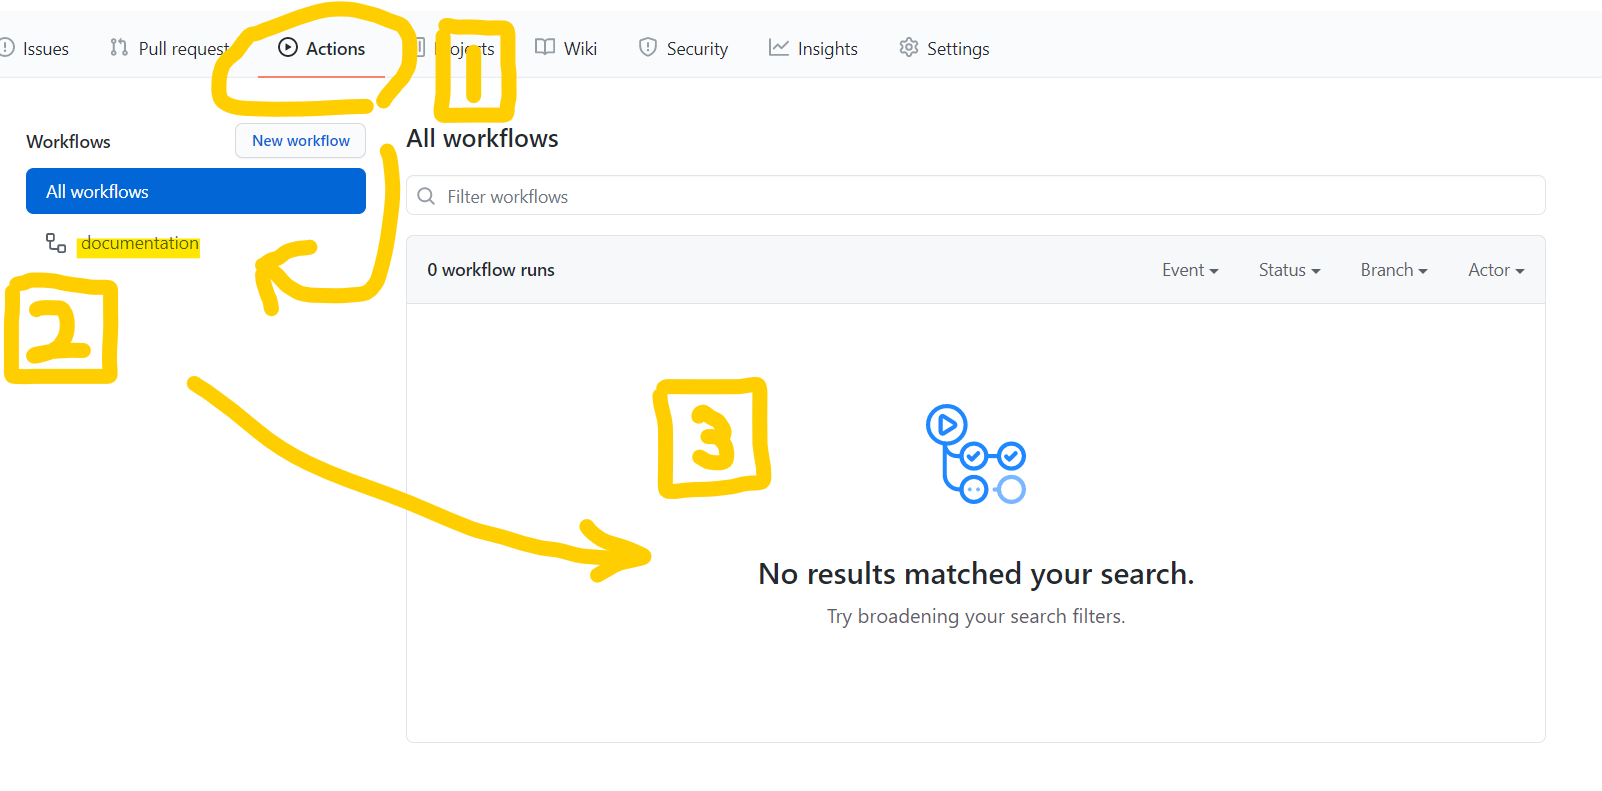 Issues Pull request Actions Projects Wiki Security Insights Settings
1
Workflows New workflow All workflows
All workflows
Filter workflows
documentation
0 workflow runs Event Status Branch Actor
2
3
No results matched your search.
Try broadening your search filters.